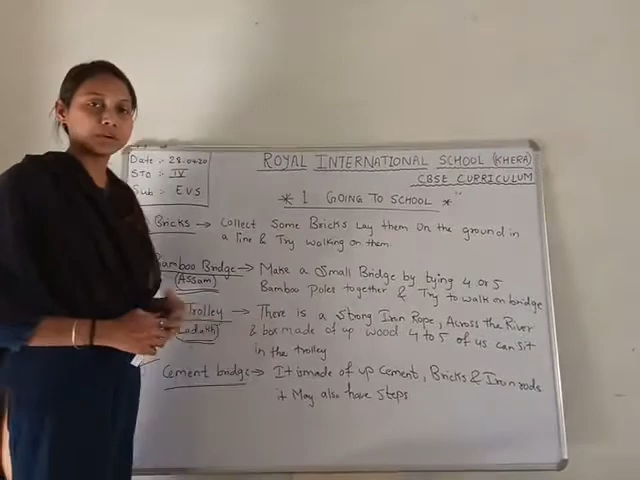 ROYAL INTERNATIONAL SCHOOL (KHERA)
CBSE CURRICULUM
Date :- 28-04-20
STD :- IV
Sub :- EVS
* 1 GOING TO SCHOOL *
Bricks → Collect Some Bricks Lay them on the ground in
a line & Try walking on them
Bamboo Bridge → Make a Small Bridge by tying 4 or 5
(Assam) Bamboo Poles together & Try to walk on bridge
Trolley → There is a Strong Iron Rope, Across the River
Ladakh & box made of up wood 4 to 5 of us can sit
in the trolley
Cement bridge → It is made of up Cement, Bricks & Iron rods
it May also have Steps